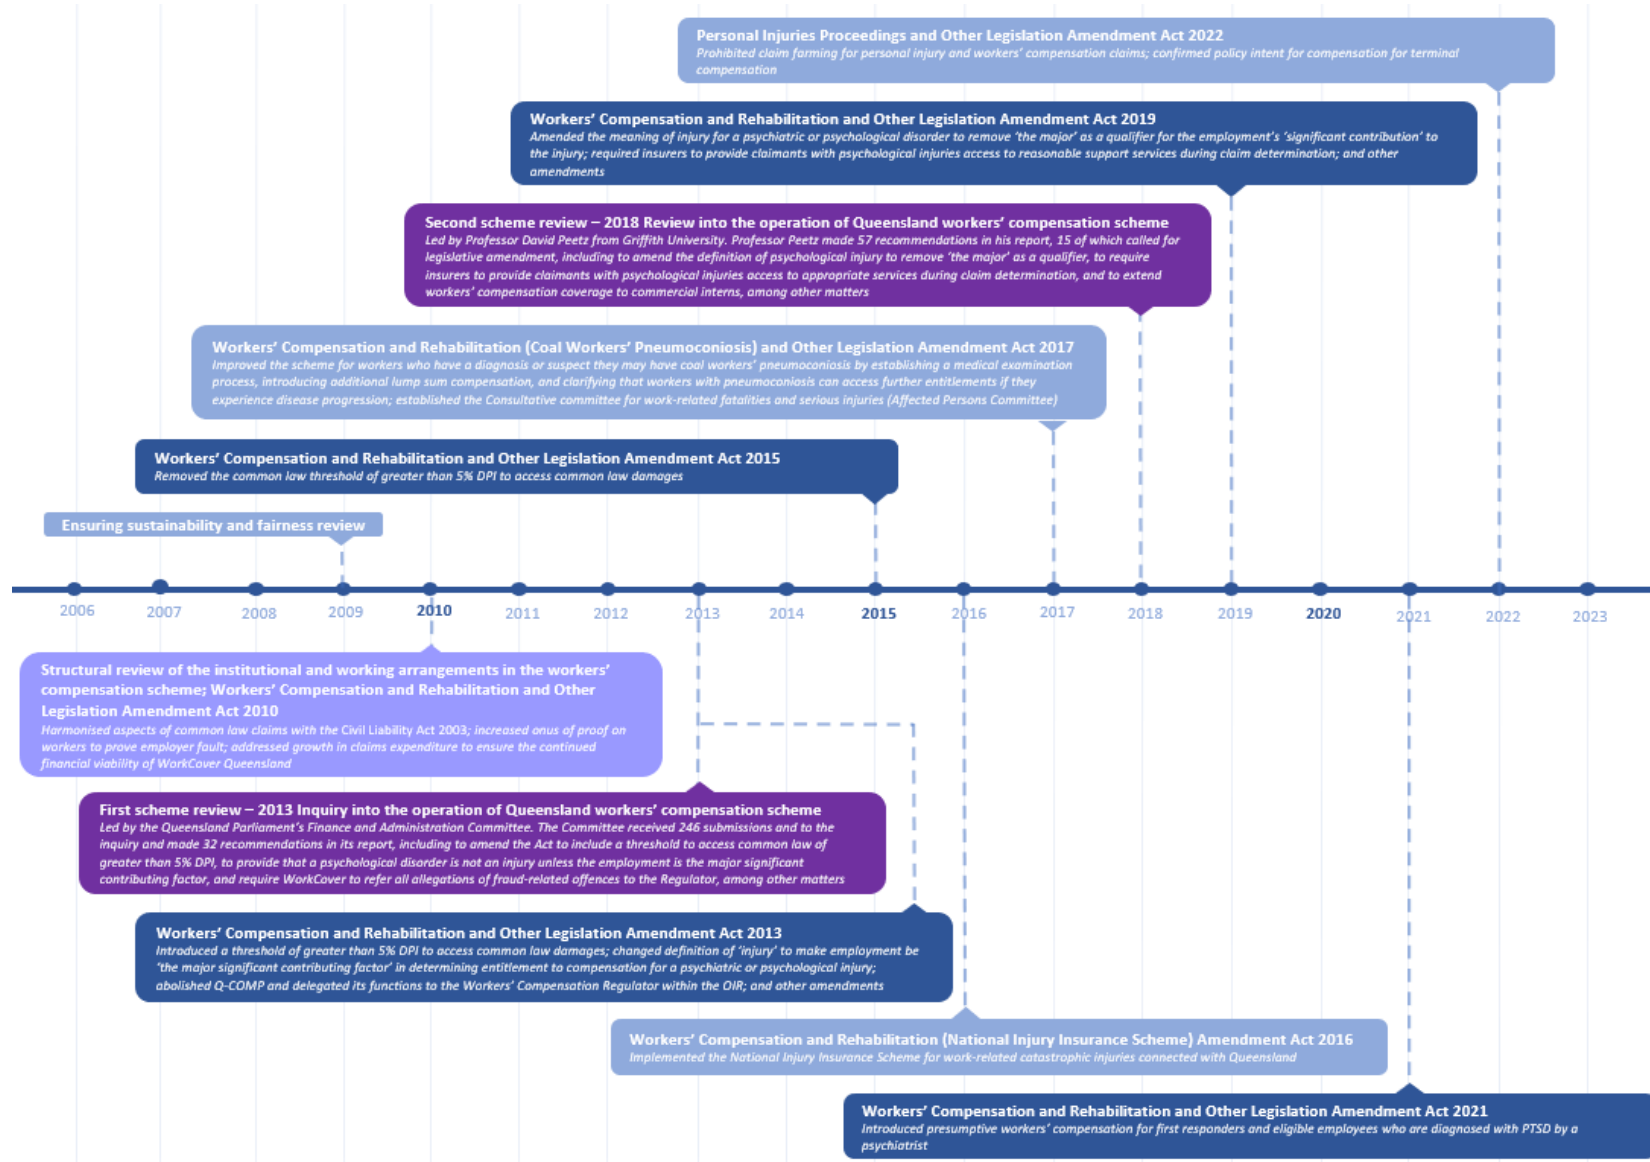 Personal Injuries Proceedings and Other Legislation Amendment Act 2022
Prohibited claim farming for personal injury and workers' compensation claims; confirmed policy intent for compensation for terminal
compensation
Workers' Compensation and Rehabilitation and Other Legislation Amendment Act 2019
Amended the meaning of injury for a psychiatric or psychological disorder to remove 'the major' as a qualifier for the employment's 'significant contribution' to
the injury; required insurers to provide claimants with psychological injuries access to reasonable support services during claim determination; and other
amendments
Second scheme review – 2018 Review into the operation of Queensland workers' compensation scheme
Led by Professor David Peetz from Griffith University. Professor Peetz made 57 recommendations in his report, 15 of which called for
legislative amendment, including to amend the definition of psychological injury to remove 'the major' as a qualifier, to require
insurers to provide claimants with psychological injuries access to appropriate services during claim determination, and to extend
workers' compensation coverage to commercial interns, among other matters
Workers' Compensation and Rehabilitation (Coal Workers' Pneumoconiosis) and Other Legislation Amendment Act 2017
Improved the scheme for workers who have a diagnosis or suspect they may have coal workers' pneumoconiosis by establishing a medical examination
process, introducing additional lump sum compensation, and clarifying that workers with pneumoconiosis can access further entitlements if they
experience disease progression; established the Consultative committee for work-related fatalities and serious injuries (Affected Persons Committee)
Workers' Compensation and Rehabilitation and Other Legislation Amendment Act 2015
Removed the common law threshold of greater than 5% DPI to access common law damages
Ensuring sustainability and fairness review
2006 2007 2008 2009 2010 2011 2012 2013 2014 2015 2016 2017 2018 2019 2020 2021 2022 2023
Structural review of the institutional and working arrangements in the workers'
compensation scheme; Workers' Compensation and Rehabilitation and Other
Legislation Amendment Act 2010
Harmonised aspects of common law claims with the Civil Liability Act 2003; increased onus of proof on
workers to prove employer fault; addressed growth in claims expenditure to ensure the continued
financial viability of WorkCover Queensland
First scheme review – 2013 Inquiry into the operation of Queensland workers' compensation scheme
Led by the Queensland Parliament's Finance and Administration Committee. The Committee received 246 submissions and to the
inquiry and made 32 recommendations in its report, including to amend the Act to include a threshold to access common law of
greater than 5% DPI, to provide that a psychological disorder is not an injury unless the employment is the major significant
contributing factor, and require WorkCover to refer all allegations of fraud-related offences to the Regulator, among other matters
Workers' Compensation and Rehabilitation and Other Legislation Amendment Act 2013
Introduced a threshold of greater than 5% DPI to access common law damages; changed definition of 'injury' to make employment be
'the major significant contributing factor' in determining entitlement to compensation for a psychiatric or psychological injury;
abolished Q-COMP and delegated its functions to the Workers' Compensation Regulator within the OIR; and other amendments
Workers' Compensation and Rehabilitation (National Injury Insurance Scheme) Amendment Act 2016
Implemented the National Injury Insurance Scheme for work-related catastrophic injuries connected with Queensland
Workers' Compensation and Rehabilitation and Other Legislation Amendment Act 2021
Introduced presumptive workers' compensation for first responders and eligible employees who are diagnosed with PTSD by a
psychiatrist